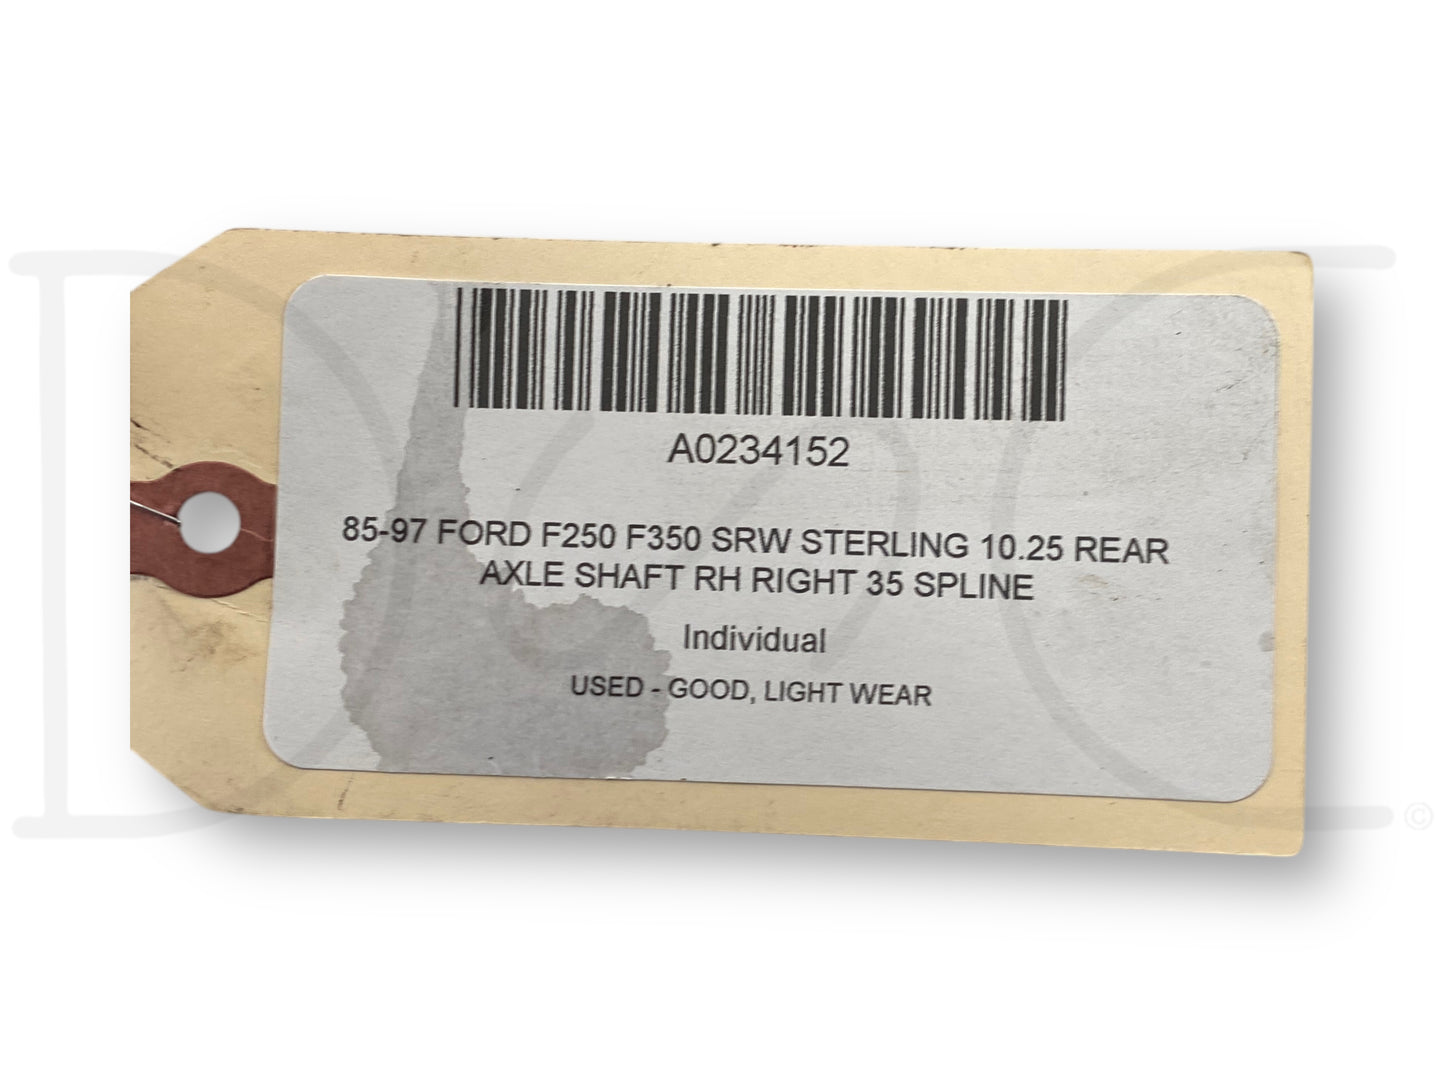 A0234152
85-97 FORD F250 F350 SRW STERLING 10.25 REAR
AXLE SHAFT RH RIGHT 35 SPLINE
Individual
USED - GOOD, LIGHT WEAR
©